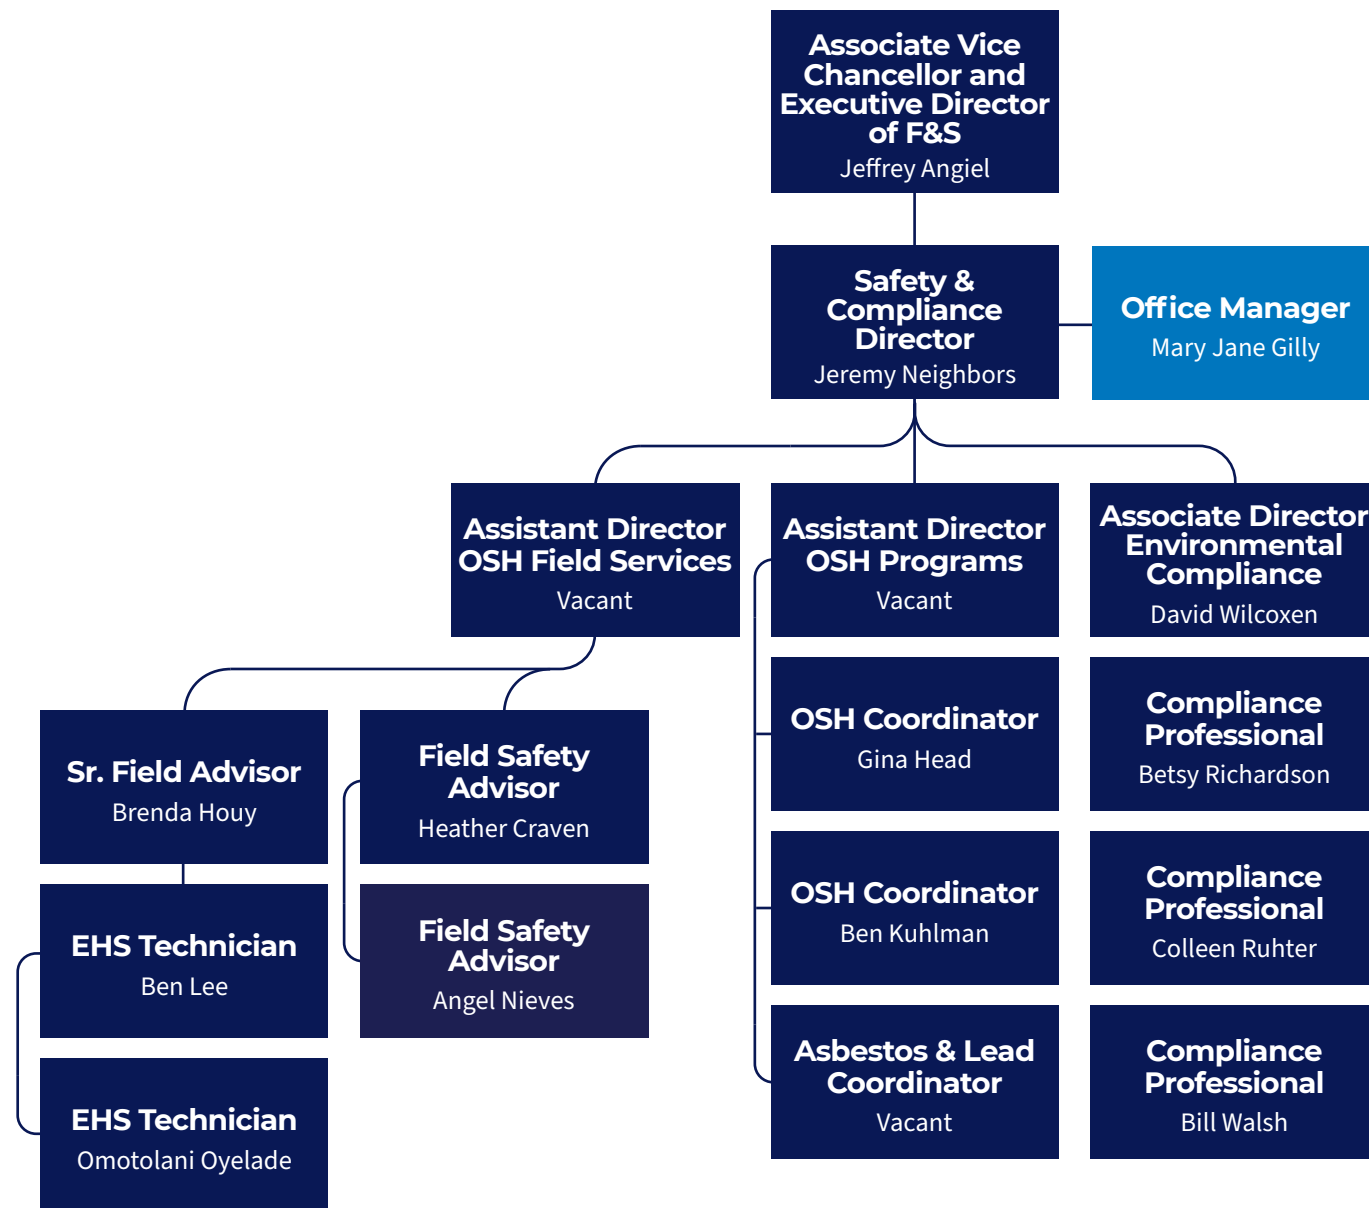 Associate Vice
Chancellor and
Executive Director
of F&S
Jeffrey Angiel
Safety &
Compliance
Director
Jeremy Neighbors
Office Manager
Mary Jane Gilly
Assistant Director
OSH Field Services
Vacant
Assistant Director
OSH Programs
Vacant
Associate Director
Environmental
Compliance
David Wilcoxen
Sr. Field Advisor
Brenda Houy
Field Safety
Advisor
Heather Craven
OSH Coordinator
Gina Head
Compliance
Professional
Betsy Richardson
EHS Technician
Ben Lee
Field Safety
Advisor
Angel Nieves
OSH Coordinator
Ben Kuhlman
Compliance
Professional
Colleen Ruhter
EHS Technician
Omotolani Oyelade
Asbestos & Lead
Coordinator
Vacant
Compliance
Professional
Bill Walsh